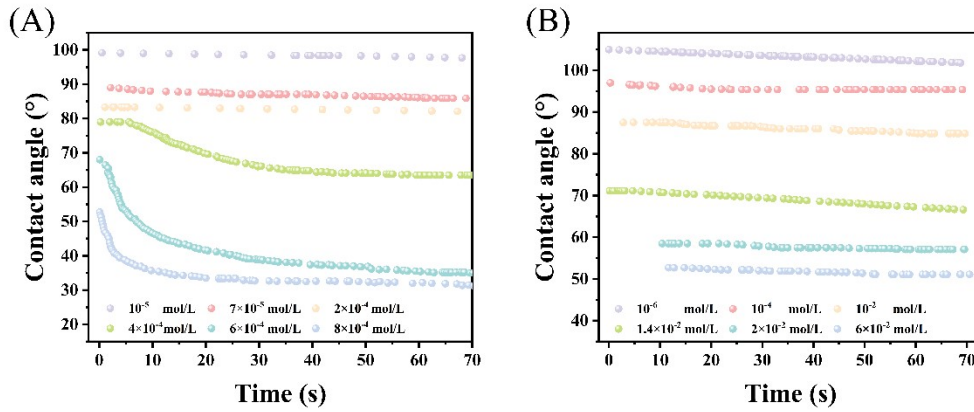 (A)
100
90
80
70
60
50
40
30
20
Contact angle (°)
10⁻⁵ mol/L 7×10⁻⁵ mol/L 2×10⁻⁴ mol/L
4×10⁻⁴ mol/L 6×10⁻⁴ mol/L 8×10⁻⁴ mol/L
0 10 20 30 40 50 60 70
Time (s)
(B)
100
90
80
70
60
50
40
Contact angle (°)
10⁻⁶ mol/L 10⁻⁴ mol/L 10⁻² mol/L
1.4×10⁻² mol/L 2×10⁻² mol/L 6×10⁻² mol/L
0 10 20 30 40 50 60 70
Time (s)